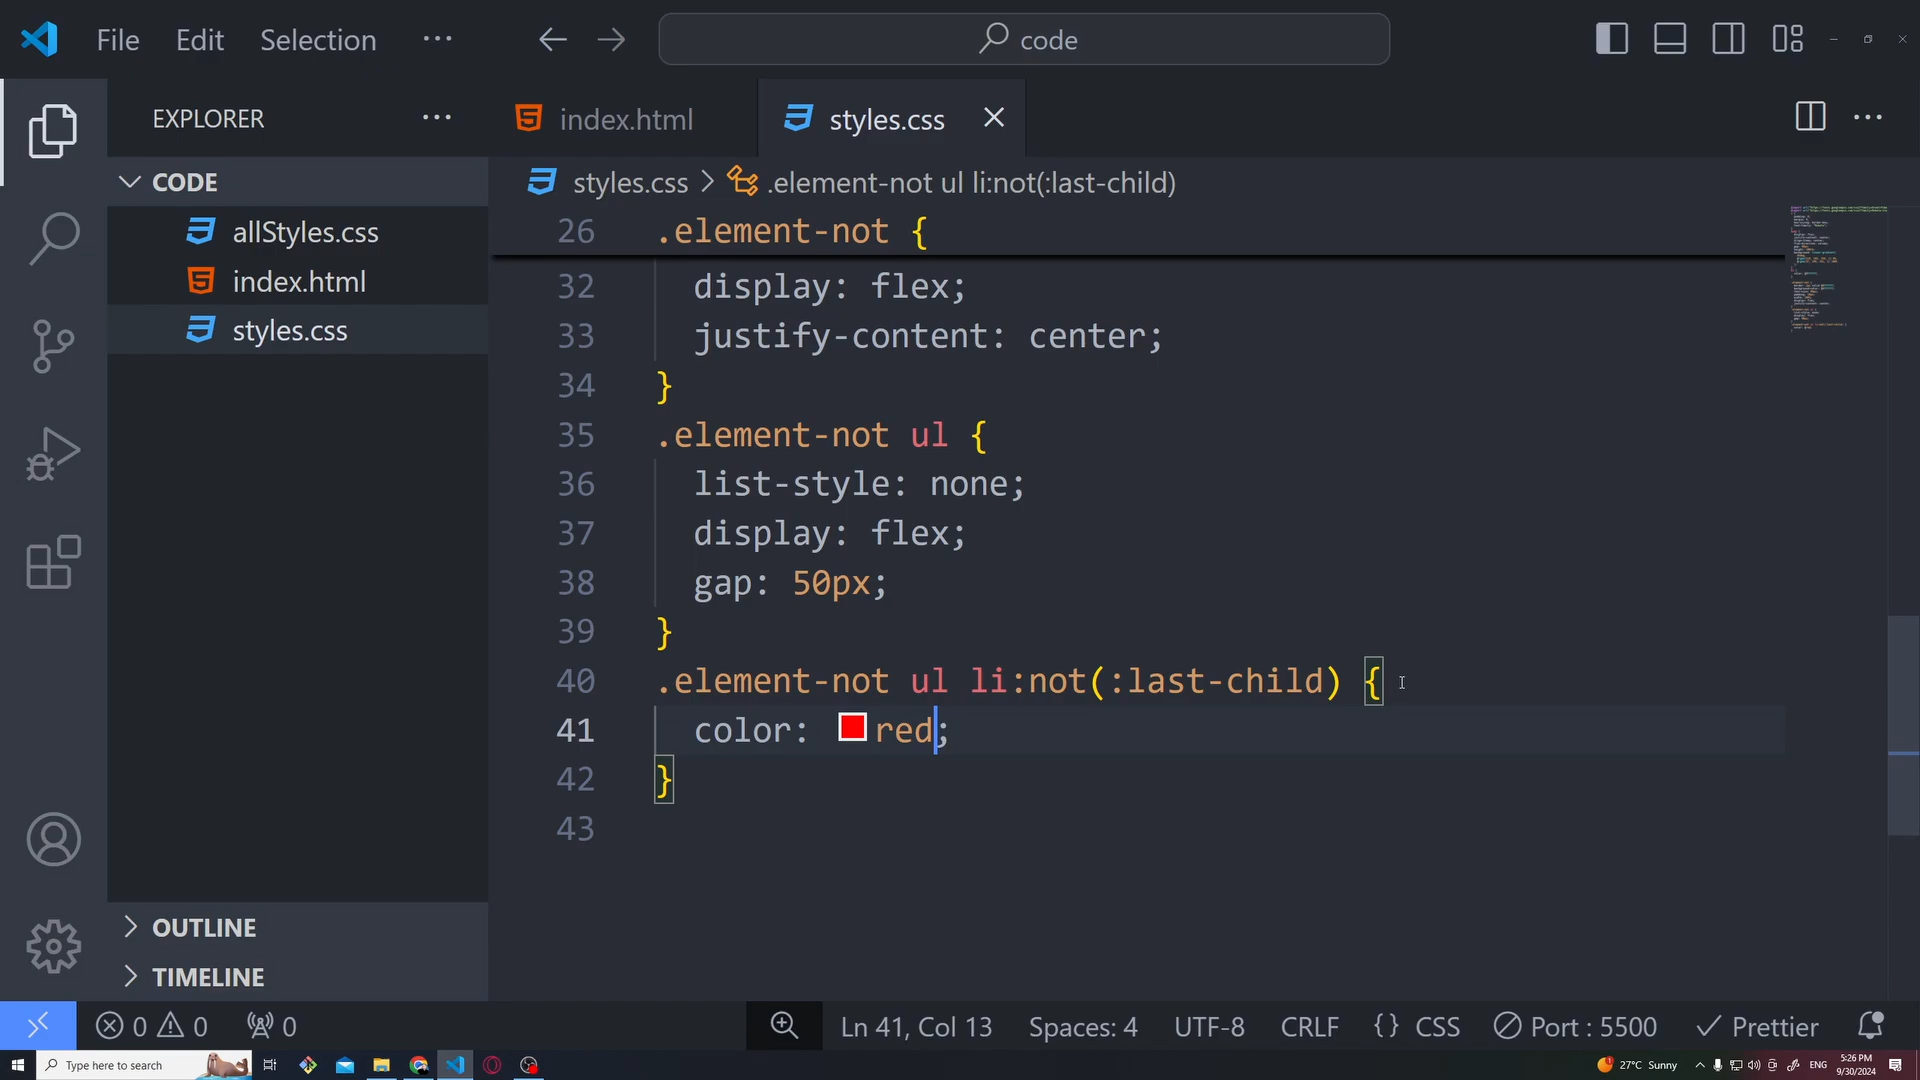 File Edit Selection ···
code
EXPLORER ···
index.html
styles.css
CODE
allStyles.css
index.html
styles.css
styles.css > .element-not ul li:not(:last-child)
26 .element-not {
32 display: flex;
33 justify-content: center;
34 }
35 .element-not ul {
36 list-style: none;
37 display: flex;
38 gap: 50px;
39 }
40 .element-not ul li:not(:last-child) {
41 color: red;
42 }
43
OUTLINE
TIMELINE
0 0 0
Ln 41, Col 13 Spaces: 4 UTF-8 CRLF {} CSS Port : 5500 Prettier
Type here to search
27°C Sunny
ENG
5:26 PM
9/30/2024